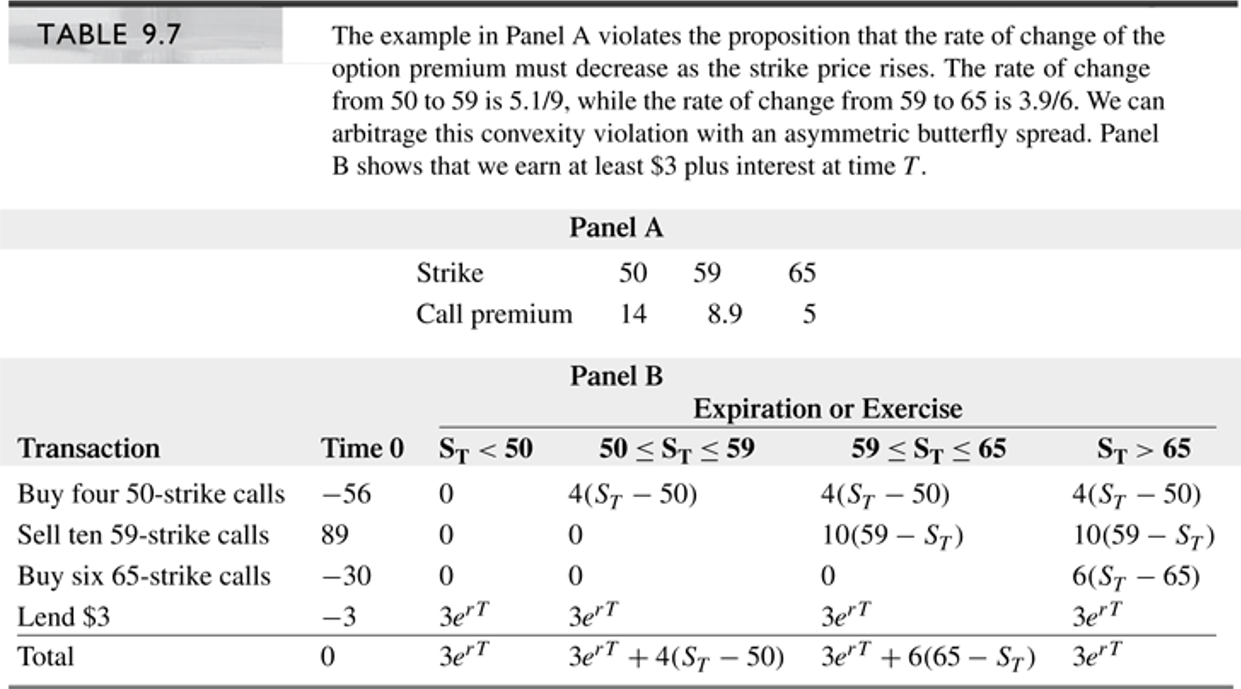 TABLE 9.7
The example in Panel A violates the proposition that the rate of change of the
option premium must decrease as the strike price rises. The rate of change
from 50 to 59 is 5.1/9, while the rate of change from 59 to 65 is 3.9/6. We can
arbitrage this convexity violation with an asymmetric butterfly spread. Panel
B shows that we earn at least $3 plus interest at time T.
Panel A
Strike 50 59 65
Call premium 14 8.9 5
Panel B
Expiration or Exercise
Transaction Time 0 S_T < 50 50 ≤ S_T ≤ 59 59 ≤ S_T ≤ 65 S_T > 65
Buy four 50-strike calls −56 0 4(S_T − 50) 4(S_T − 50) 4(S_T − 50)
Sell ten 59-strike calls 89 0 0 10(59 − S_T) 10(59 − S_T)
Buy six 65-strike calls −30 0 0 0 6(S_T − 65)
Lend $3 −3 3e^{rT} 3e^{rT} 3e^{rT} 3e^{rT}
Total 0 3e^{rT} 3e^{rT} + 4(S_T − 50) 3e^{rT} + 6(65 − S_T) 3e^{rT}